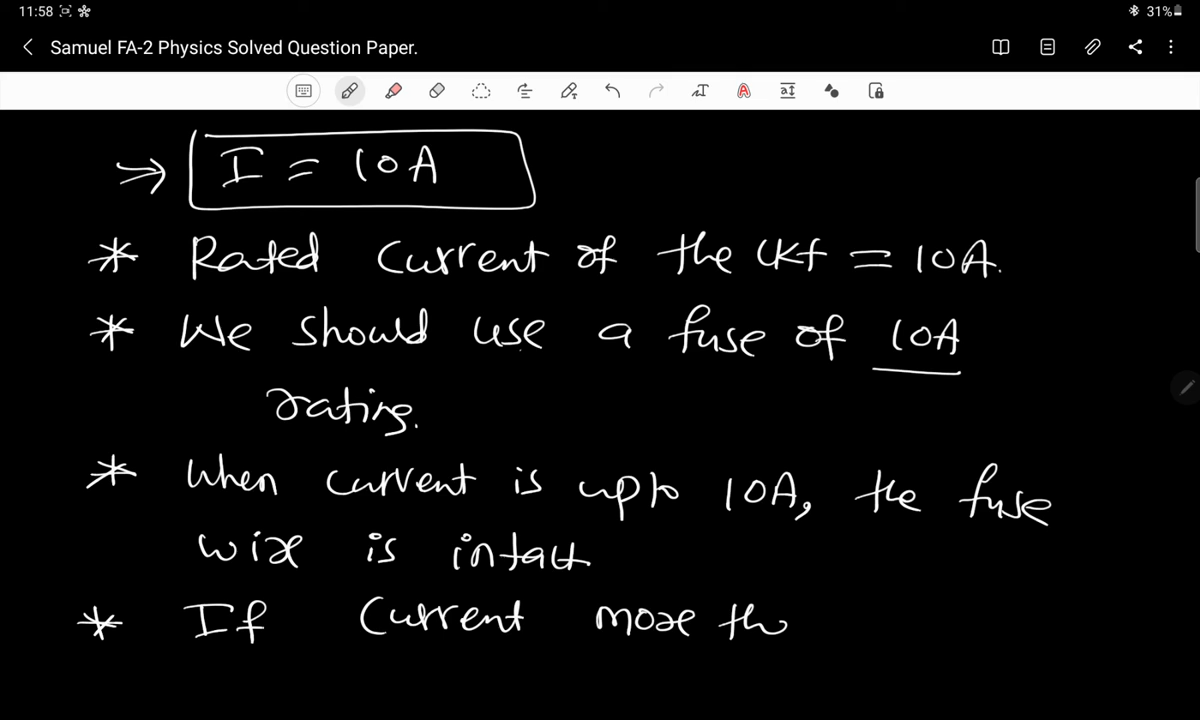 11:58
31%
Samuel FA-2 Physics Solved Question Paper.
→ I = 10A
* Rated Current of the CKt = 10A.
* We should use a fuse of 10A
rating.
* When current is upto 10A, the fuse
wire is intact
* If Current more th